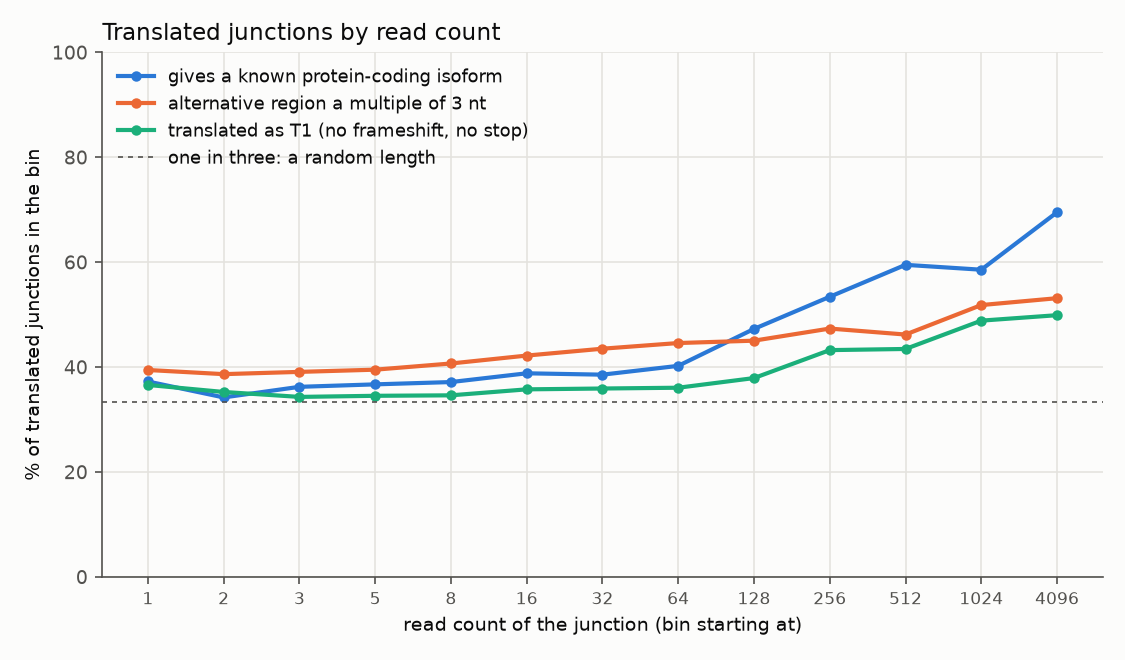 Translated junctions by read count
gives a known protein-coding isoform
alternative region a multiple of 3 nt
translated as T1 (no frameshift, no stop)
one in three: a random length
% of translated junctions in the bin
100
80
60
40
20
0
1 2 3 5 8 16 32 64 128 256 512 1024 4096
read count of the junction (bin starting at)